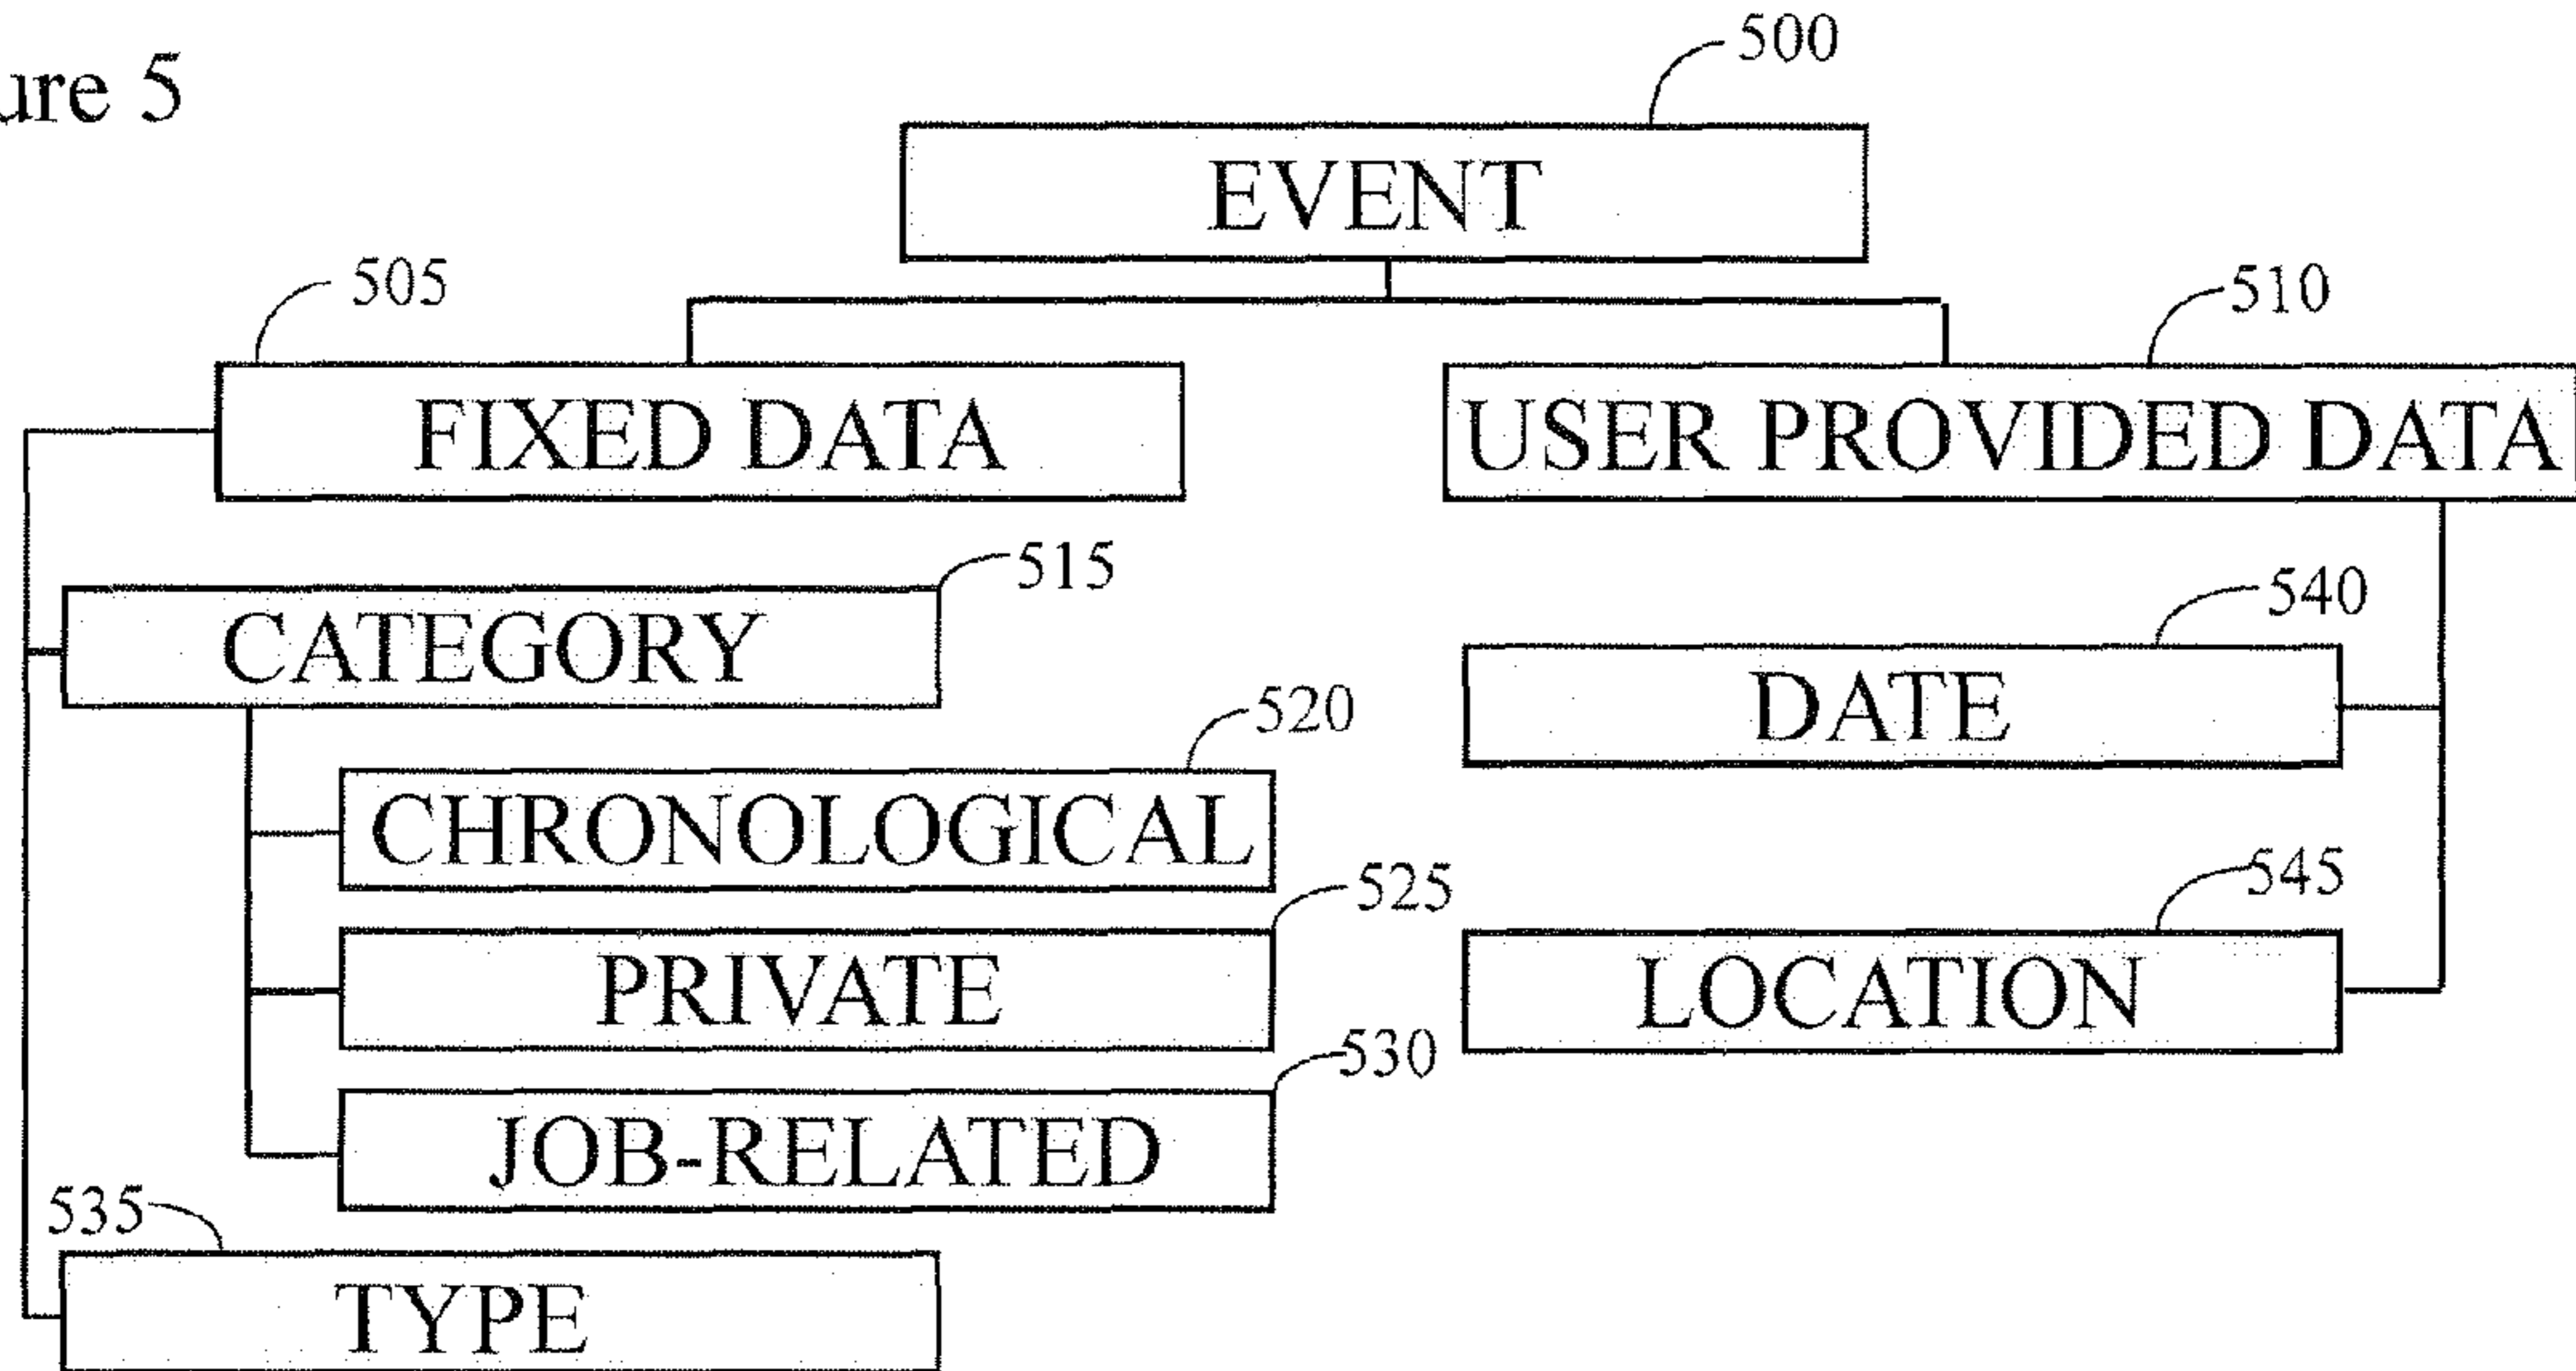 ure 5
500
EVENT
505
510
FIXED DATA
USER PROVIDED DATA
515
CATEGORY
540
DATE
520
CHRONOLOGICAL
525
PRIVATE
545
LOCATION
530
JOB-RELATED
535
TYPE